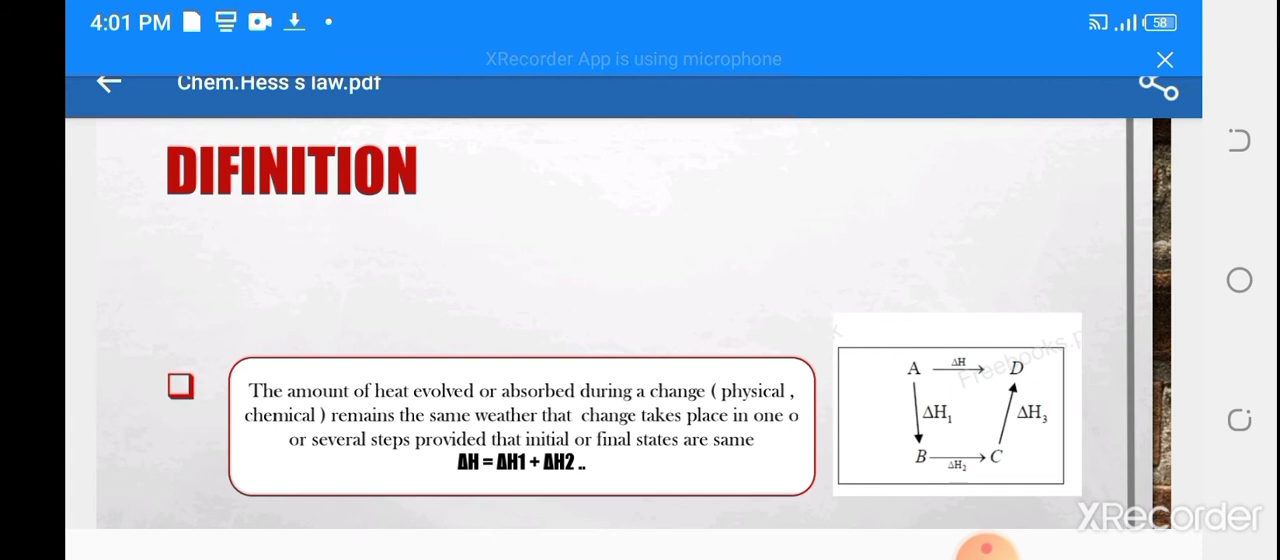 4:01 PM
58
XRecorder App is using microphone
Chem.Hess s law.pdf
DIFINITION
The amount of heat evolved or absorbed during a change ( physical ,
chemical ) remains the same weather that change takes place in one o
or several steps provided that initial or final states are same
ΔH = ΔH1 + ΔH2 ..
A ΔH D
ΔH₁ ΔH₃
B ΔH₂ C
Freebooks.p
XRecorder